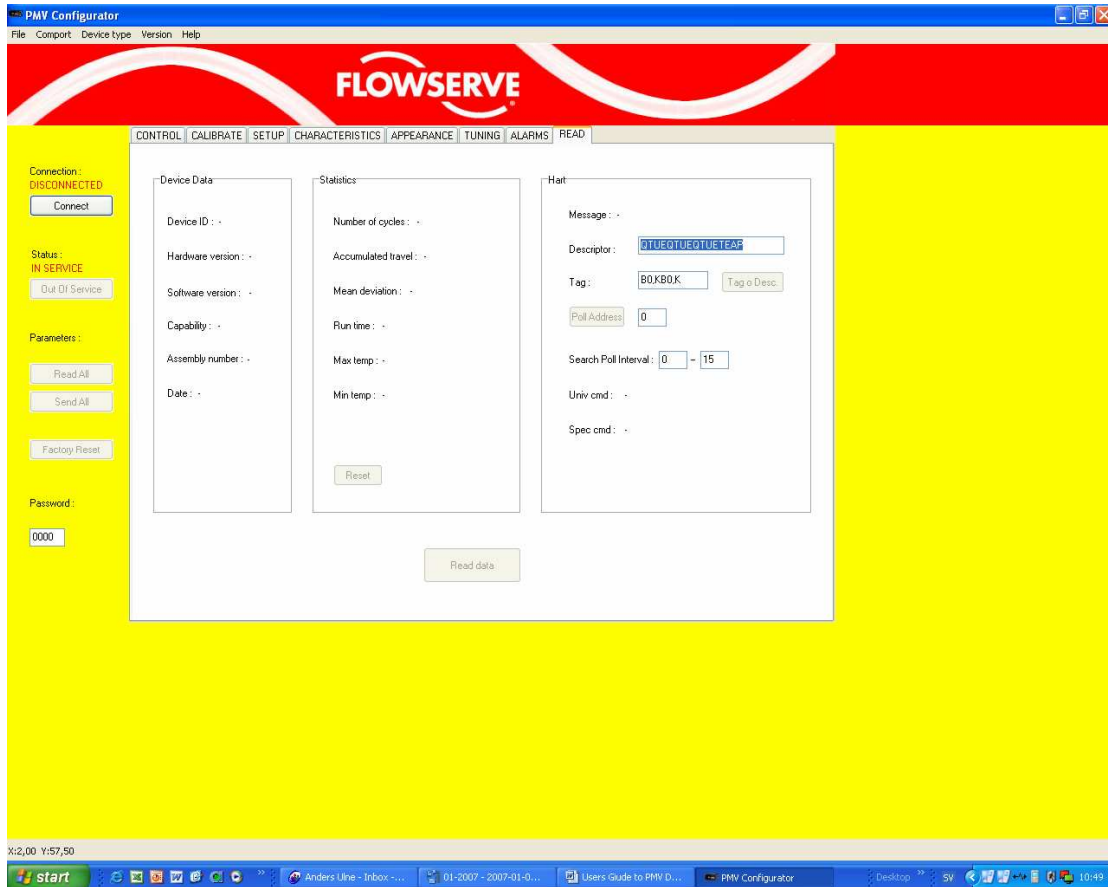 PMV Configurator
File Comport Device type Version Help
FLOWSERVE
CONTROL CALIBRATE SETUP CHARACTERISTICS APPEARANCE TUNING ALARMS READ
Connection :
DISCONNECTED
Connect
Status :
IN SERVICE
Out Of Service
Parameters :
Read All
Send All
Factory Reset
Password :
0000
Device Data
Device ID : -
Hardware version : -
Software version : -
Capability : -
Assembly number : -
Date : -
Statistics
Number of cycles : -
Accumulated travel : -
Mean deviation : -
Run time : -
Max temp : -
Min temp : -
Reset
Hart
Message : -
Descriptor : QTUEQTUEQTUETEAP
Tag : B0,KB0,K Tag o Desc.
Poll Address 0
Search Poll Interval : 0 - 15
Univ cmd : -
Spec cmd : -
Read data
X:2,00 Y:57,50
start Anders Ulne - Inbox -... 01-2007 - 2007-01-0... Users Giude to PMV D... PMV Configurator Desktop SV 10:49